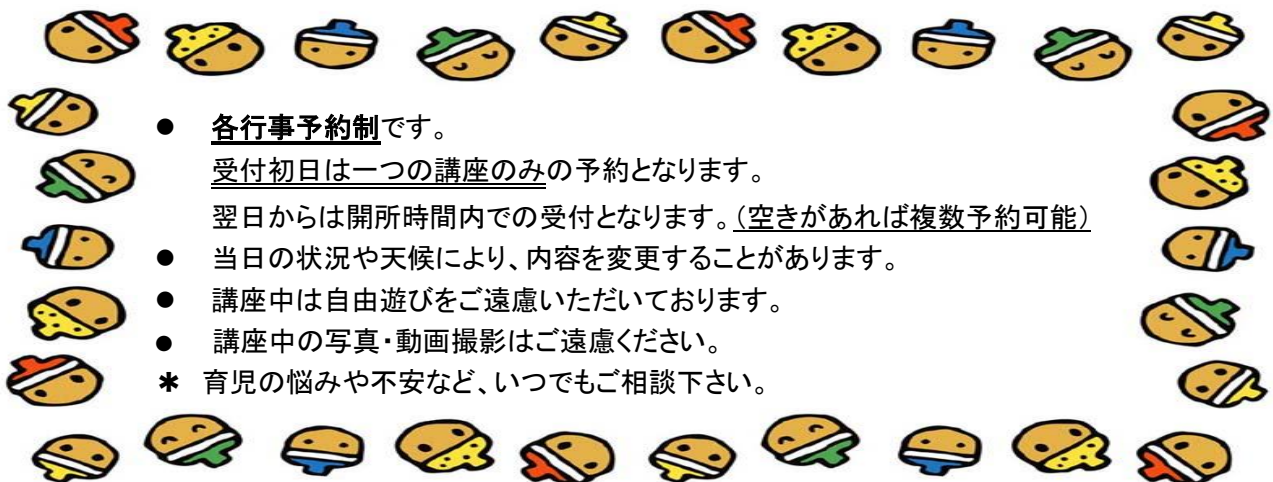 ● 各行事予約制です。
受付初日は一つの講座のみの予約となります。
翌日からは開所時間内での受付となります。（空きがあれば複数予約可能）
● 当日の状況や天候により、内容を変更することがあります。
● 講座中は自由遊びをご遠慮いただいております。
● 講座中の写真・動画撮影はご遠慮ください。
＊ 育児の悩みや不安など、いつでもご相談下さい。